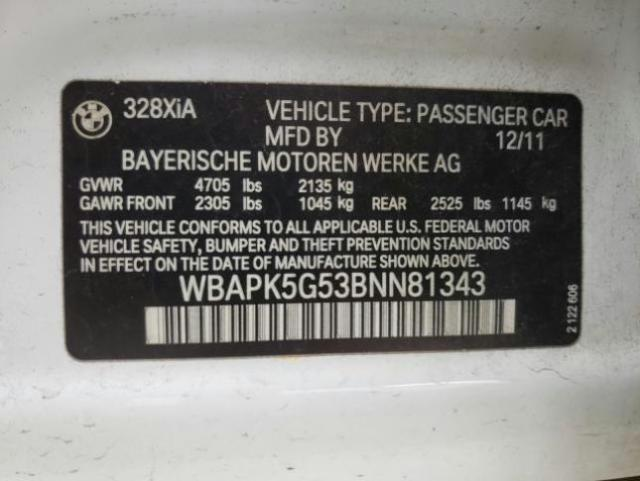 328XiA VEHICLE TYPE: PASSENGER CAR
MFD BY 12/11
BAYERISCHE MOTOREN WERKE AG
GVWR 4705 lbs 2135 kg
GAWR FRONT 2305 lbs 1045 kg REAR 2525 lbs 1145 kg
THIS VEHICLE CONFORMS TO ALL APPLICABLE U.S. FEDERAL MOTOR
VEHICLE SAFETY, BUMPER AND THEFT PREVENTION STANDARDS
IN EFFECT ON THE DATE OF MANUFACTURE SHOWN ABOVE.
WBAPK5G53BNN81343
2 122 606